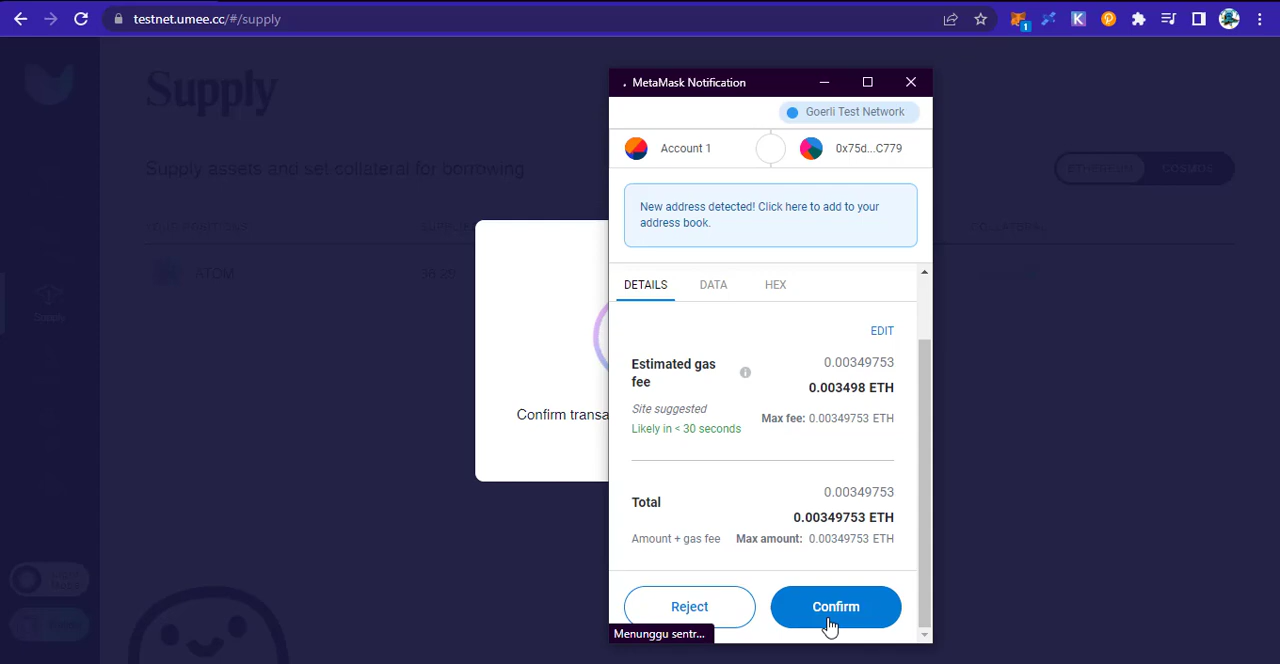 testnet.umee.cc/#/supply
1
Supply
Supply assets and set collateral for borrowing
ETHEREUM
COSMOS
ATOM
Supply
Confirm transa
MetaMask Notification
Goerli Test Network
Account 1
0x75d...C779
New address detected! Click here to add to your
address book.
DETAILS
DATA
HEX
EDIT
Estimated gas
fee
0.00349753
0.003498 ETH
Site suggested
Likely in < 30 seconds
Max fee: 0.00349753 ETH
Total
0.00349753
0.00349753 ETH
Amount + gas fee
Max amount: 0.00349753 ETH
Reject
Confirm
Menunggu sentr...